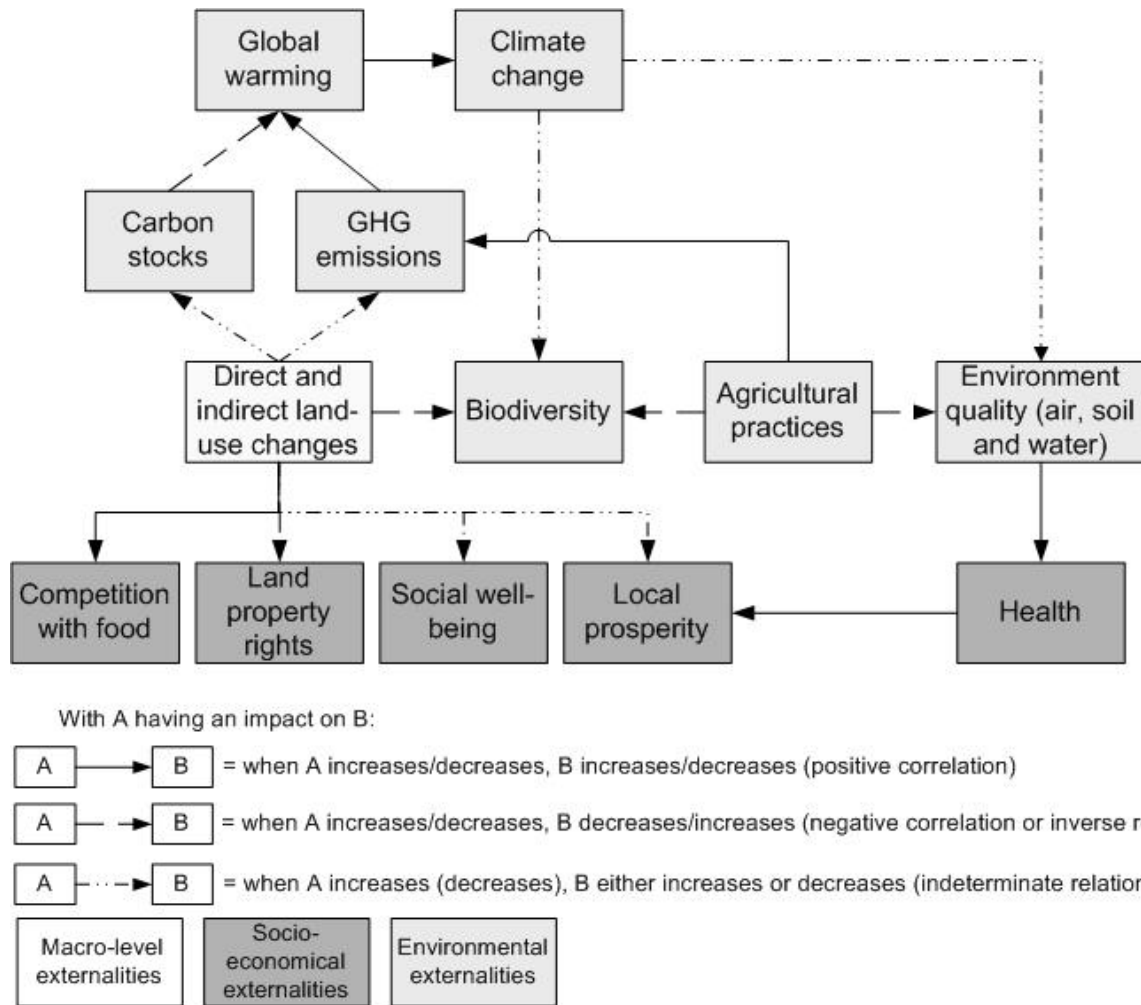 Global
warming
Climate
change
Carbon
stocks
GHG
emissions
Direct and
indirect land-
use changes
Biodiversity
Agricultural
practices
Environment
quality (air, soil
and water)
Competition
with food
Land
property
rights
Social well-
being
Local
prosperity
Health
With A having an impact on B:
A B = when A increases/decreases, B increases/decreases (positive correlation)
A B = when A increases/decreases, B decreases/increases (negative correlation or inverse r
A B = when A increases (decreases), B either increases or decreases (indeterminate relation
Macro-level
externalities
Socio-
economical
externalities
Environmental
externalities